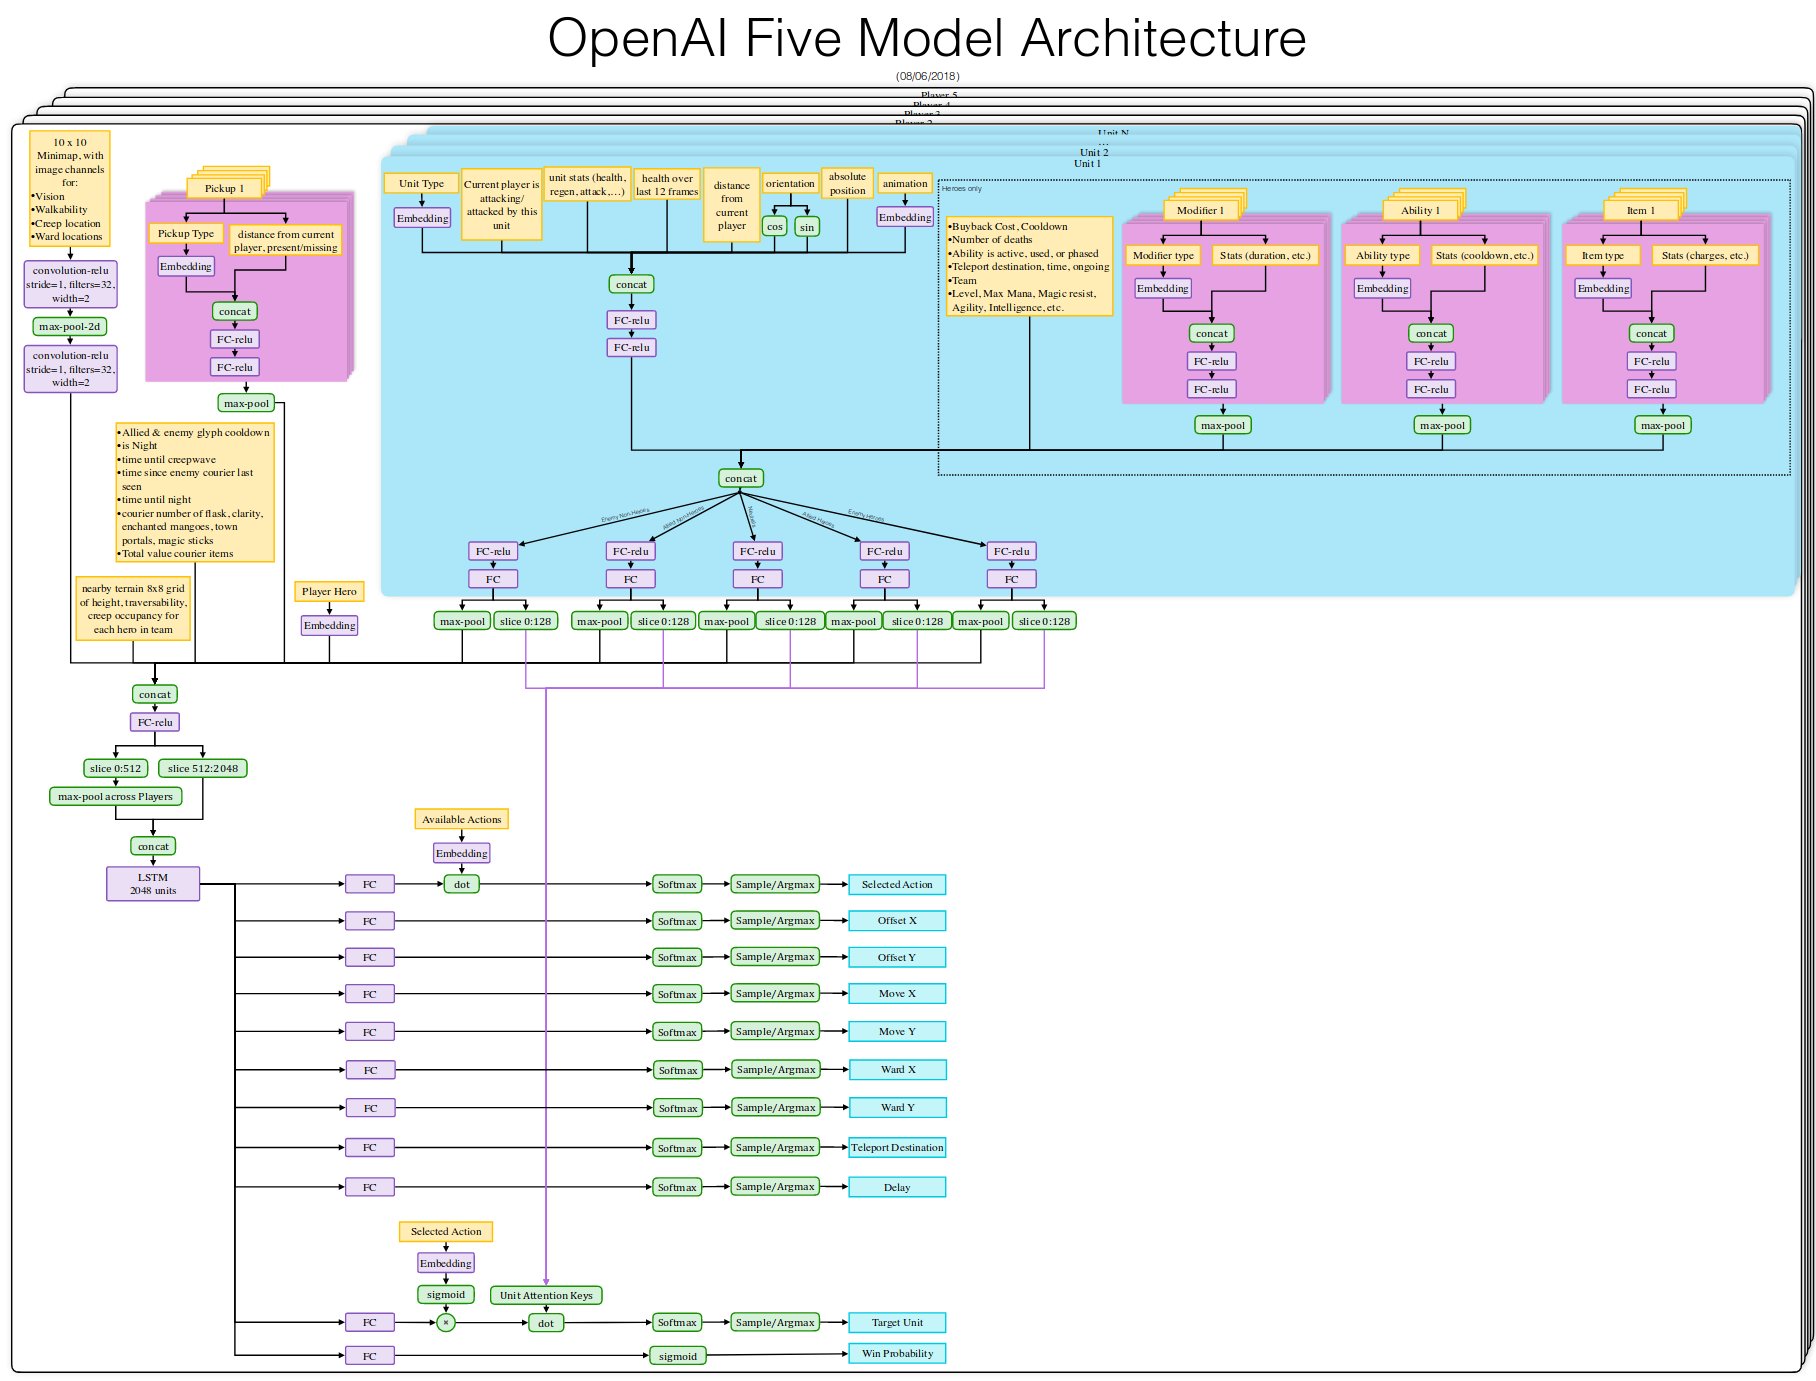 OpenAI Five Model Architecture
(08/06/2018)
Player 5
Player 4
Player 3
Player 2
10 x 10
Minimap, with
image channels
for:
•Vision
•Walkability
•Creep location
•Ward locations
convolution-relu
stride=1, filters=32,
width=2
max-pool-2d
convolution-relu
stride=1, filters=32,
width=2
Pickup 1
Pickup Type
distance from current
player, present/missing
Embedding
concat
FC-relu
FC-relu
max-pool
•Allied & enemy glyph cooldown
•is Night
•time until creepwave
•time since enemy courier last
seen
•time until night
•courier number of flask, clarity,
enchanted mangoes, town
portals, magic sticks
•Total value courier items
nearby terrain 8x8 grid
of height, traversability,
creep occupancy for
each hero in team
Player Hero
Embedding
Unit N
...
Unit 2
Unit 1
Unit Type
Embedding
Current player is
attacking/
attacked by this
unit
unit stats (health,
regen, attack,…)
health over
last 12 frames
distance
from
current
player
orientation
cos
sin
absolute
position
animation
Embedding
concat
FC-relu
FC-relu
Heroes only
•Buyback Cost, Cooldown
•Number of deaths
•Ability is active, used, or phased
•Teleport destination, time, ongoing
•Team
•Level, Max Mana, Magic resist,
Agility, Intelligence, etc.
Modifier 1
Modifier type
Stats (duration, etc.)
Embedding
concat
FC-relu
FC-relu
max-pool
Ability 1
Ability type
Stats (cooldown, etc.)
Embedding
concat
FC-relu
FC-relu
max-pool
Item 1
Item type
Stats (charges, etc.)
Embedding
concat
FC-relu
FC-relu
max-pool
concat
Enemy Non-Heroes
Allied Non-Heroes
Neutrals
Allied Heroes
Enemy Heroes
FC-relu
FC-relu
FC-relu
FC-relu
FC-relu
FC
FC
FC
FC
FC
max-pool
slice 0:128
max-pool
slice 0:128
max-pool
slice 0:128
max-pool
slice 0:128
max-pool
slice 0:128
concat
FC-relu
slice 0:512
slice 512:2048
max-pool across Players
concat
LSTM
2048 units
Available Actions
Embedding
FC
dot
Softmax
Sample/Argmax
Selected Action
FC
Softmax
Sample/Argmax
Offset X
FC
Softmax
Sample/Argmax
Offset Y
FC
Softmax
Sample/Argmax
Move X
FC
Softmax
Sample/Argmax
Move Y
FC
Softmax
Sample/Argmax
Ward X
FC
Softmax
Sample/Argmax
Ward Y
FC
Softmax
Sample/Argmax
Teleport Destination
FC
Softmax
Sample/Argmax
Delay
Selected Action
Embedding
sigmoid
Unit Attention Keys
FC
×
dot
Softmax
Sample/Argmax
Target Unit
FC
sigmoid
Win Probability